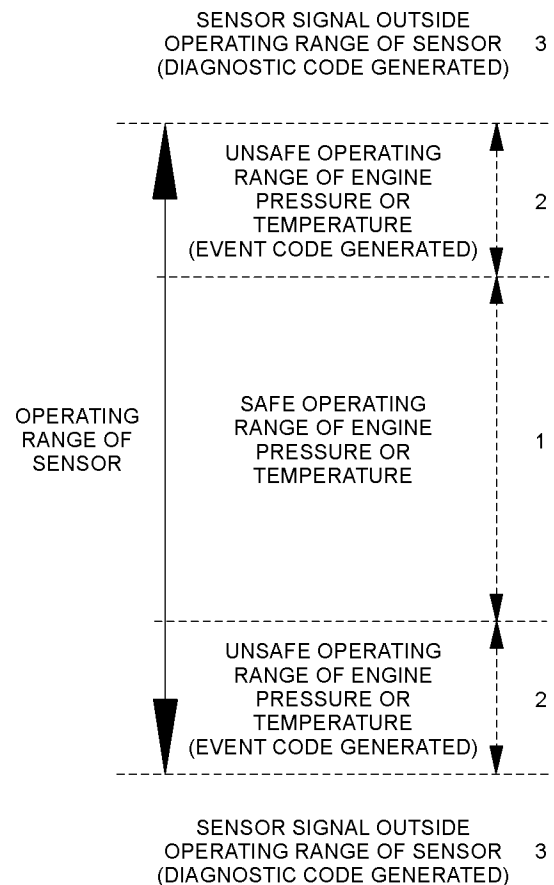 SENSOR SIGNAL OUTSIDE
OPERATING RANGE OF SENSOR 3
(DIAGNOSTIC CODE GENERATED)
UNSAFE OPERATING
RANGE OF ENGINE
PRESSURE OR 2
TEMPERATURE
(EVENT CODE GENERATED)
OPERATING
RANGE OF
SENSOR
SAFE OPERATING
RANGE OF ENGINE
PRESSURE OR 1
TEMPERATURE
UNSAFE OPERATING
RANGE OF ENGINE
PRESSURE OR 2
TEMPERATURE
(EVENT CODE GENERATED)
SENSOR SIGNAL OUTSIDE
OPERATING RANGE OF SENSOR 3
(DIAGNOSTIC CODE GENERATED)